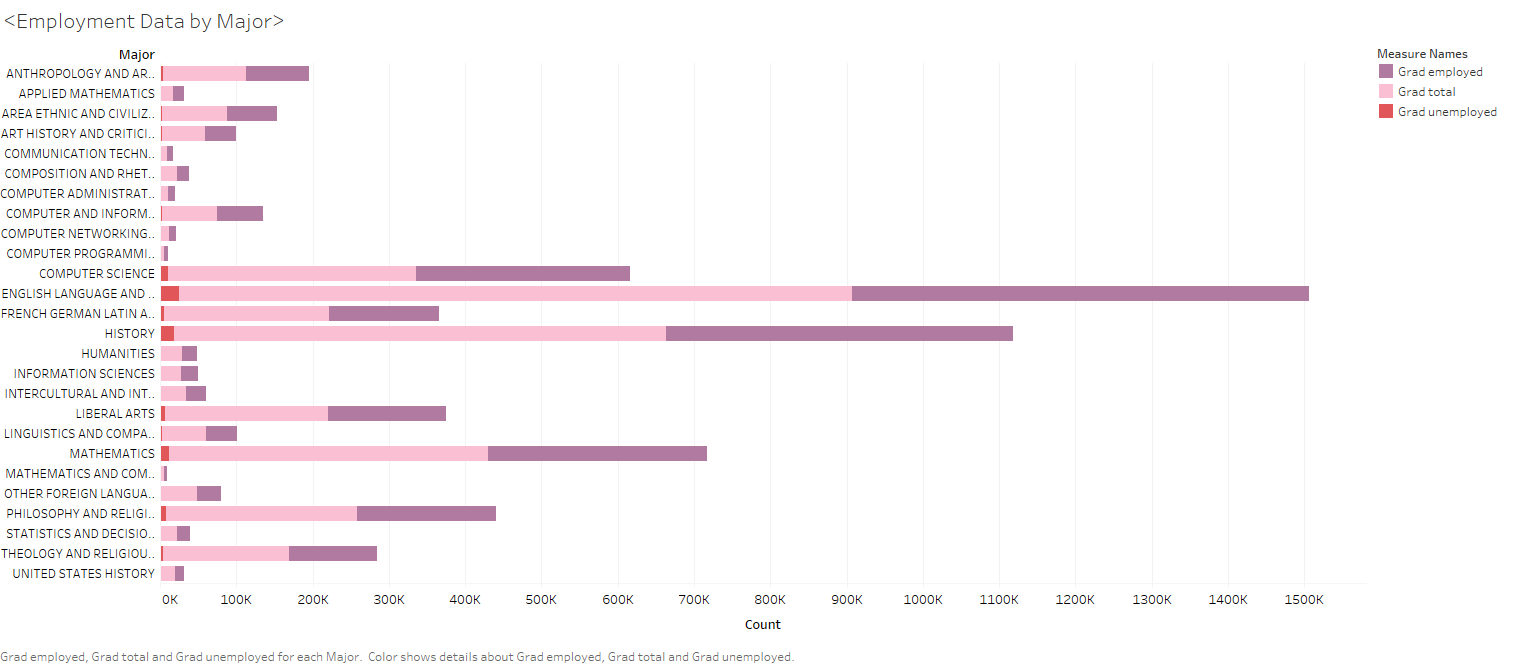 <Employment Data by Major>
Major
ANTHROPOLOGY AND AR..
APPLIED MATHEMATICS
AREA ETHNIC AND CIVILIZ..
ART HISTORY AND CRITICI..
COMMUNICATION TECHN..
COMPOSITION AND RHET..
COMPUTER ADMINISTRAT..
COMPUTER AND INFORM..
COMPUTER NETWORKING..
COMPUTER PROGRAMMI..
COMPUTER SCIENCE
ENGLISH LANGUAGE AND ..
FRENCH GERMAN LATIN A..
HISTORY
HUMANITIES
INFORMATION SCIENCES
INTERCULTURAL AND INT..
LIBERAL ARTS
LINGUISTICS AND COMPA..
MATHEMATICS
MATHEMATICS AND COM..
OTHER FOREIGN LANGUA..
PHILOSOPHY AND RELIGI..
STATISTICS AND DECISIO..
THEOLOGY AND RELIGIOU..
UNITED STATES HISTORY
0K 100K 200K 300K 400K 500K 600K 700K 800K 900K 1000K 1100K 1200K 1300K 1400K 1500K
Count
Measure Names
Grad employed
Grad total
Grad unemployed
Grad employed, Grad total and Grad unemployed for each Major.  Color shows details about Grad employed, Grad total and Grad unemployed.